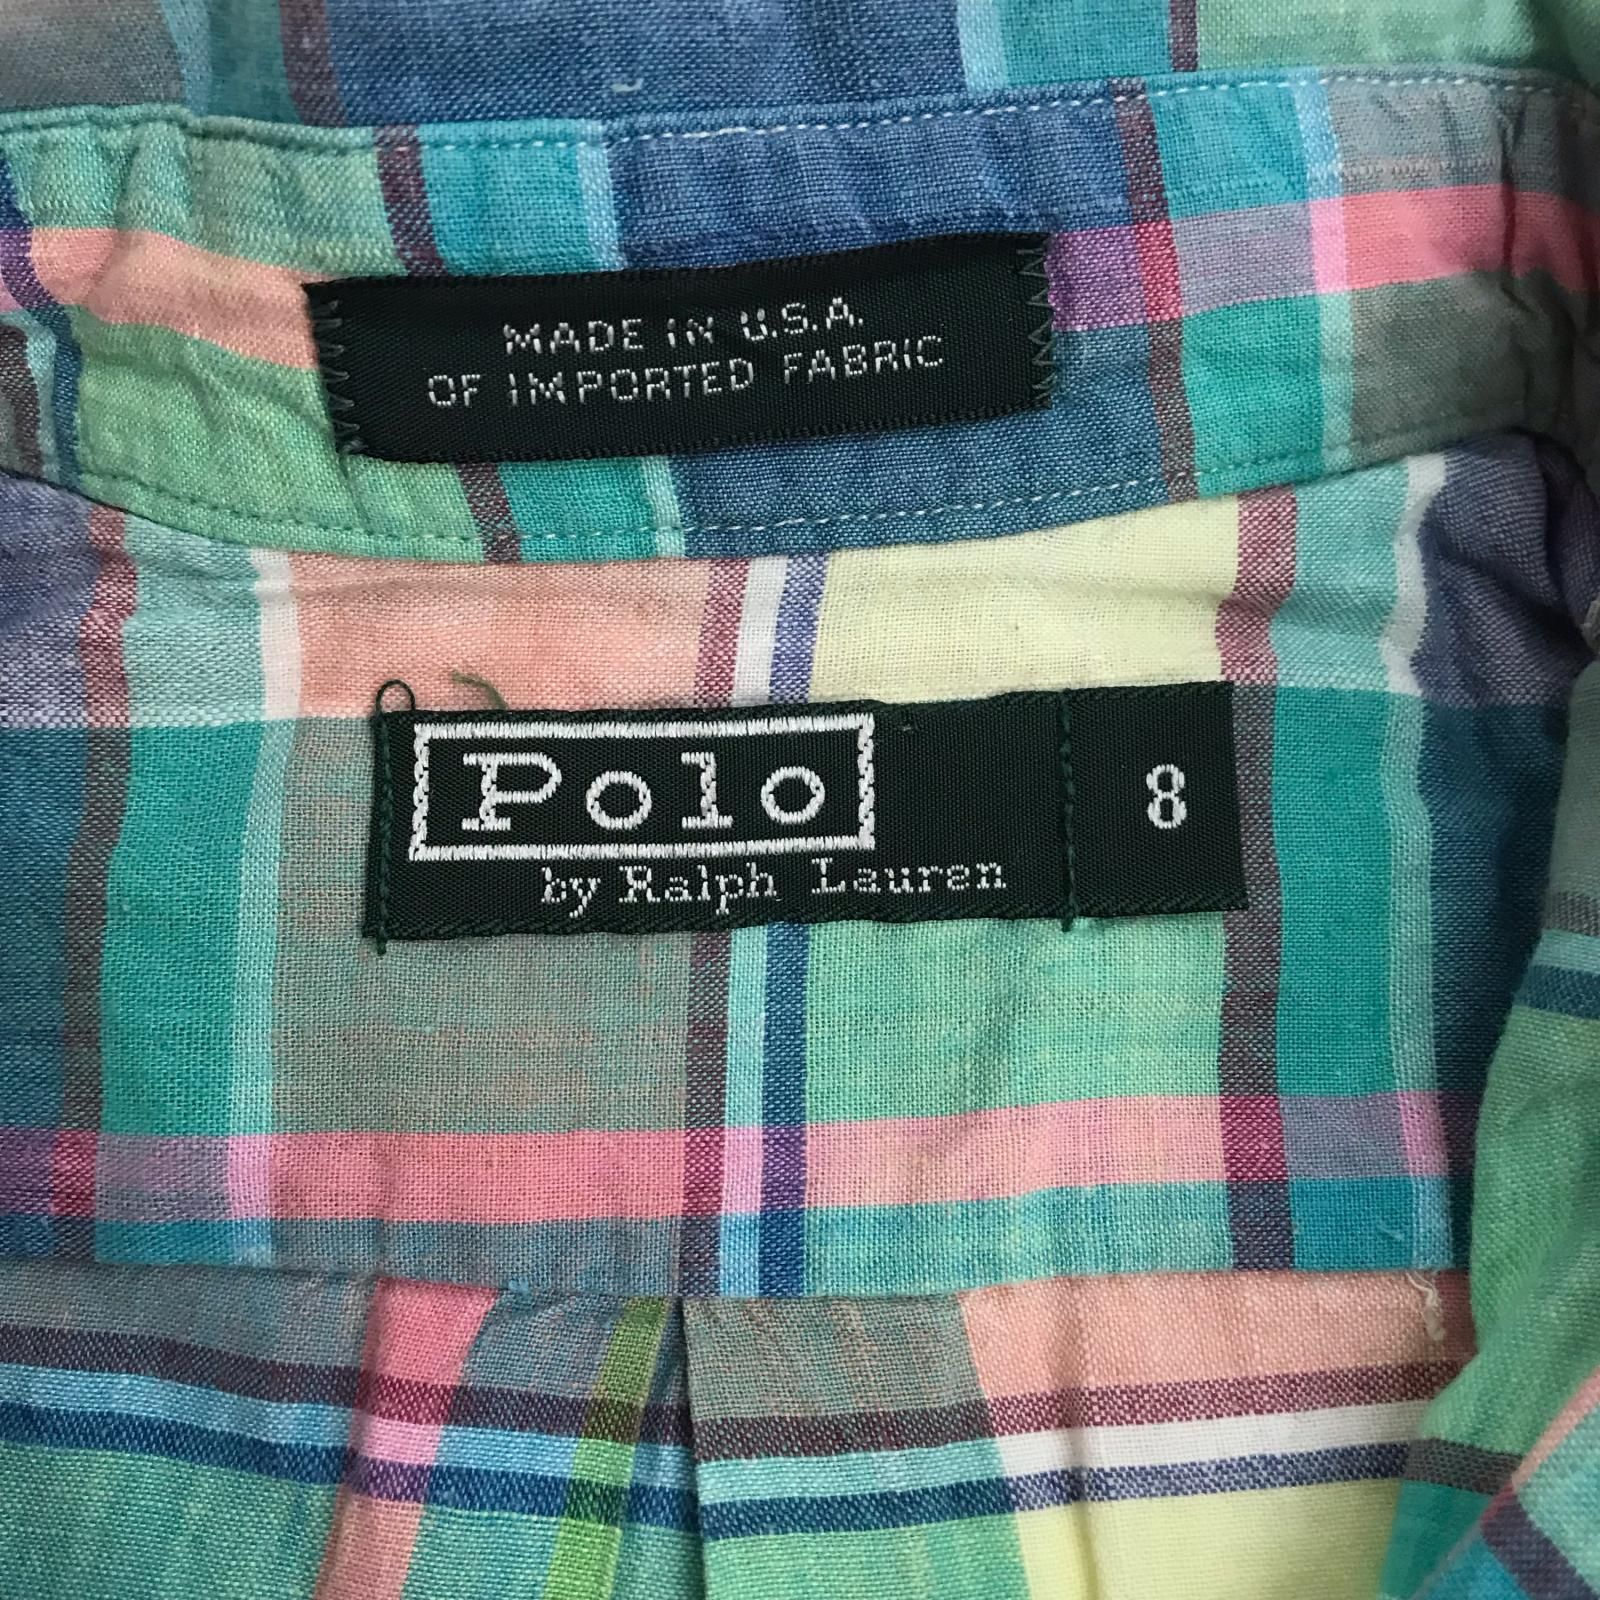 MADE IN U.S.A.
OF IMPORTED FABRIC
Polo
by Ralph Lauren
8